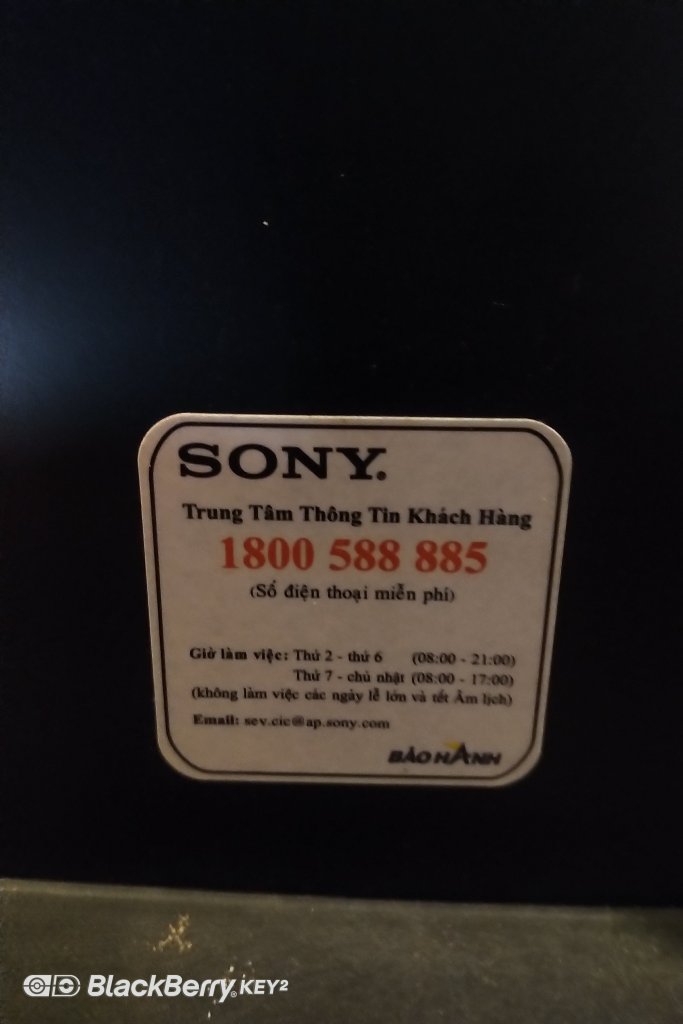 SONY.
Trung Tâm Thông Tin Khách Hàng
1800 588 885
(Số điện thoại miễn phí)
Giờ làm việc: Thứ 2 - thứ 6 (08:00 - 21:00)
Thứ 7 - chủ nhật (08:00 - 17:00)
(không làm việc các ngày lễ lớn và tết Âm lịch)
Email: sev.cic@ap.sony.com
BẢO HÀNH
BlackBerry® KEY²